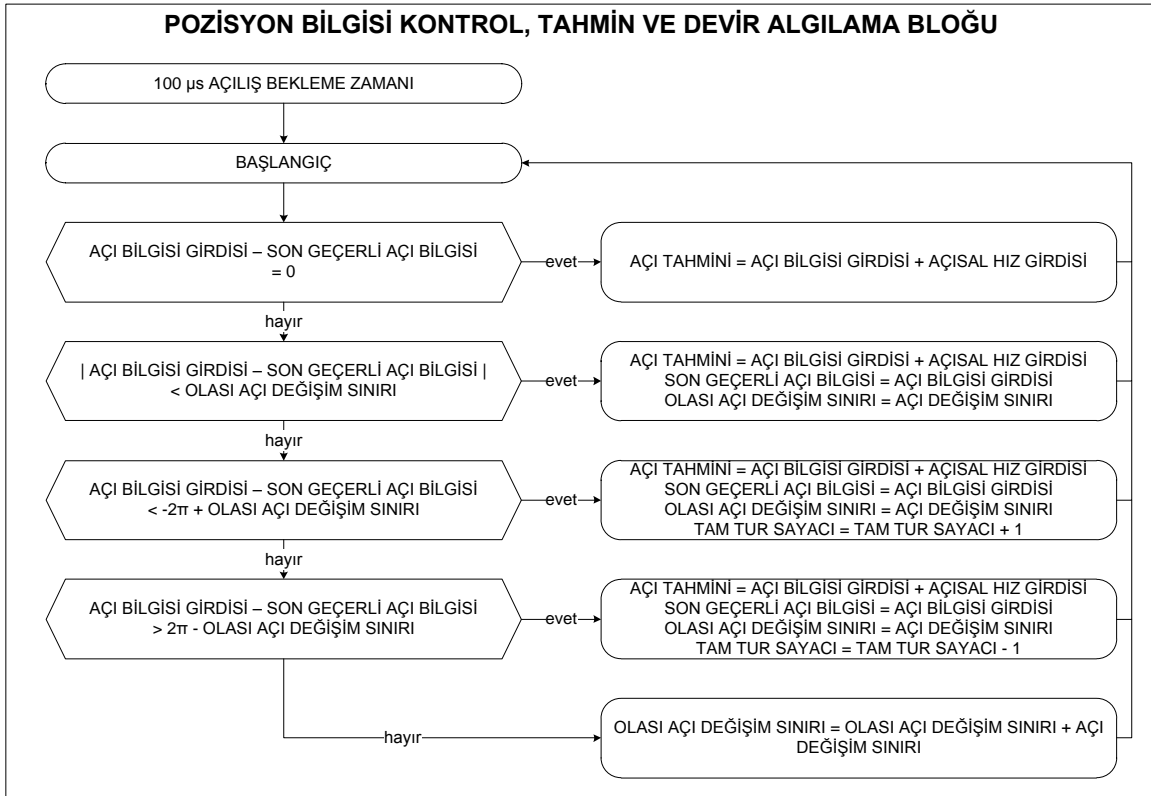 POZİSYON BİLGİSİ KONTROL, TAHMİN VE DEVİR ALGILAMA BLOĞU
100 µs AÇILIŞ BEKLEME ZAMANI
BAŞLANGIÇ
AÇI BİLGİSİ GİRDİSİ – SON GEÇERLİ AÇI BİLGİSİ
= 0
evet
AÇI TAHMİNİ = AÇI BİLGİSİ GİRDİSİ + AÇISAL HIZ GİRDİSİ
hayır
| AÇI BİLGİSİ GİRDİSİ – SON GEÇERLİ AÇI BİLGİSİ |
< OLASI AÇI DEĞİŞİM SINIRI
evet
AÇI TAHMİNİ = AÇI BİLGİSİ GİRDİSİ + AÇISAL HIZ GİRDİSİ
SON GEÇERLİ AÇI BİLGİSİ = AÇI BİLGİSİ GİRDİSİ
OLASI AÇI DEĞİŞİM SINIRI = AÇI DEĞİŞİM SINIRI
hayır
AÇI BİLGİSİ GİRDİSİ – SON GEÇERLİ AÇI BİLGİSİ
< -2π + OLASI AÇI DEĞİŞİM SINIRI
evet
AÇI TAHMİNİ = AÇI BİLGİSİ GİRDİSİ + AÇISAL HIZ GİRDİSİ
SON GEÇERLİ AÇI BİLGİSİ = AÇI BİLGİSİ GİRDİSİ
OLASI AÇI DEĞİŞİM SINIRI = AÇI DEĞİŞİM SINIRI
TAM TUR SAYACI = TAM TUR SAYACI + 1
hayır
AÇI BİLGİSİ GİRDİSİ – SON GEÇERLİ AÇI BİLGİSİ
> 2π - OLASI AÇI DEĞİŞİM SINIRI
evet
AÇI TAHMİNİ = AÇI BİLGİSİ GİRDİSİ + AÇISAL HIZ GİRDİSİ
SON GEÇERLİ AÇI BİLGİSİ = AÇI BİLGİSİ GİRDİSİ
OLASI AÇI DEĞİŞİM SINIRI = AÇI DEĞİŞİM SINIRI
TAM TUR SAYACI = TAM TUR SAYACI - 1
hayır
OLASI AÇI DEĞİŞİM SINIRI = OLASI AÇI DEĞİŞİM SINIRI + AÇI
DEĞİŞİM SINIRI